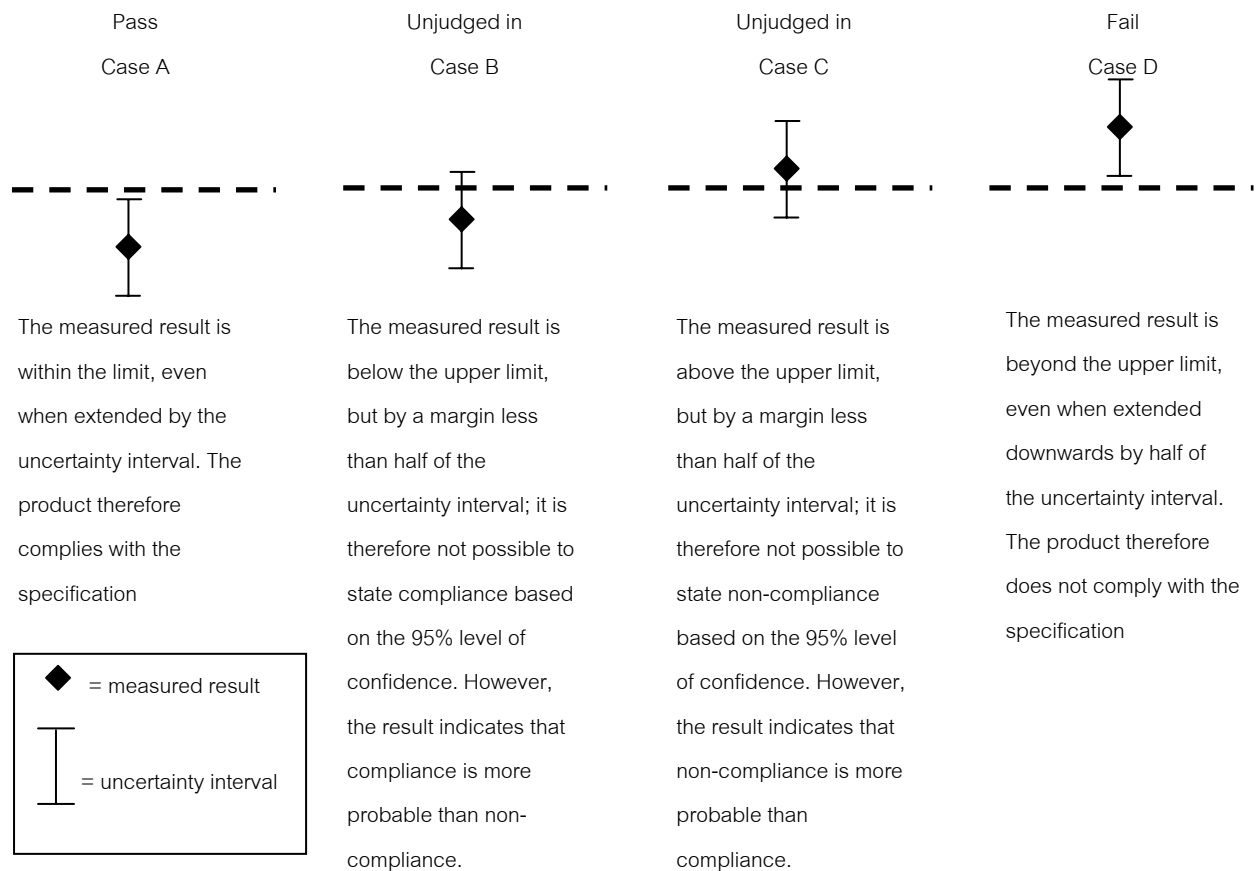 Pass
Case A
Unjudged in
Case B
Unjudged in
Case C
Fail
Case D
The measured result is
within the limit, even
when extended by the
uncertainty interval. The
product therefore
complies with the
specification
The measured result is
below the upper limit,
but by a margin less
than half of the
uncertainty interval; it is
therefore not possible to
state compliance based
on the 95% level of
confidence. However,
the result indicates that
compliance is more
probable than non-
compliance.
The measured result is
above the upper limit,
but by a margin less
than half of the
uncertainty interval; it is
therefore not possible to
state non-compliance
based on the 95% level
of confidence. However,
the result indicates that
non-compliance is more
probable than
compliance.
The measured result is
beyond the upper limit,
even when extended
downwards by half of
the uncertainty interval.
The product therefore
does not comply with the
specification
= measured result
= uncertainty interval